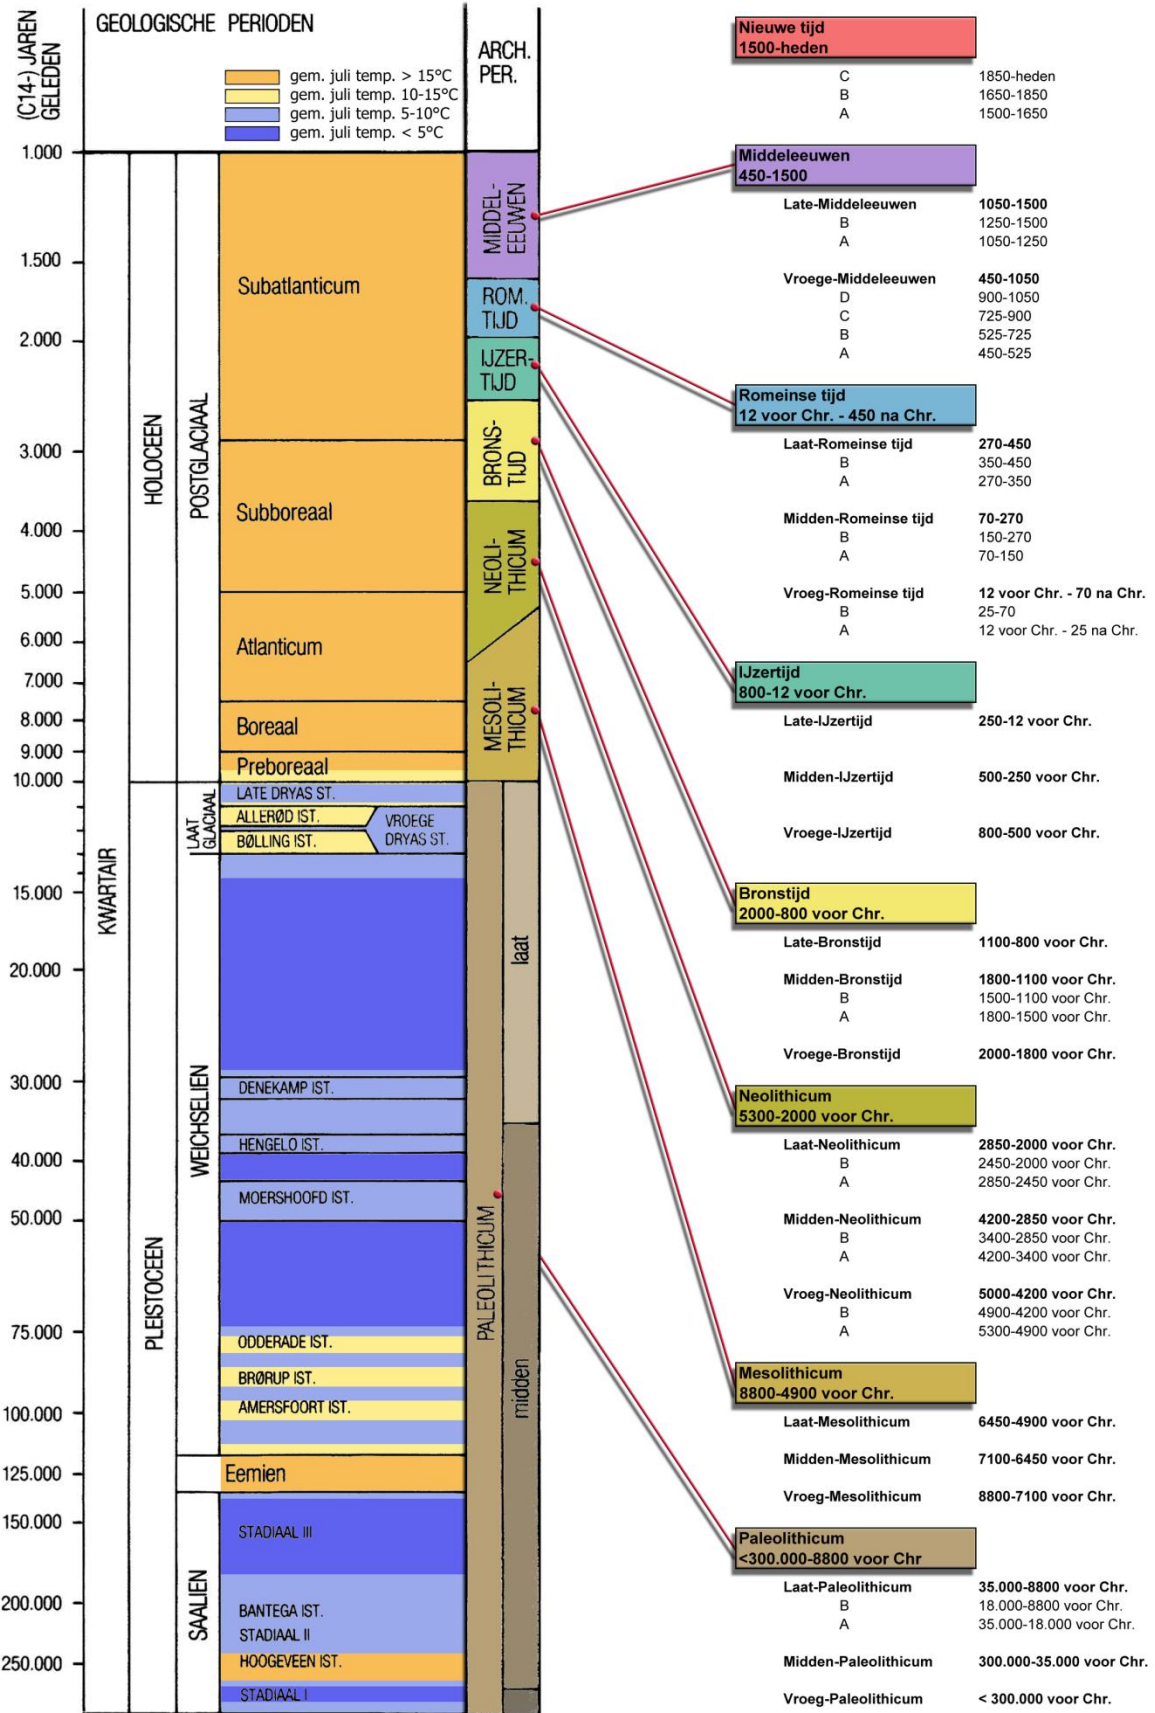 (C14-) JAREN
GELEDEN
GEOLOGISCHE PERIODEN
gem. juli temp. > 15°C
gem. juli temp. 10-15°C
gem. juli temp. 5-10°C
gem. juli temp. < 5°C
ARCH.
PER.
1.000
1.500
2.000
3.000
4.000
5.000
6.000
7.000
8.000
9.000
10.000
15.000
20.000
30.000
40.000
50.000
75.000
100.000
125.000
150.000
200.000
250.000
KWARTAIR
HOLOCEEN
PLEISTOCEEN
POSTGLACIAAL
LAAT
GLACIAAL
WEICHSELIEN
SAALIEN
Subatlanticum
Subboreaal
Atlanticum
Boreaal
Preboreaal
LATE DRYAS ST.
ALLERØD IST.
VROEGE
DRYAS ST.
BØLLING IST.
DENEKAMP IST.
HENGELO IST.
MOERSHOOFD IST.
ODDERADE IST.
BRØRUP IST.
AMERSFOORT IST.
Eemien
STADIAAL III
BANTEGA IST.
STADIAAL II
HOOGEVEEN IST.
STADIAAL I
MIDDEL-
EEUWEN
ROM.
TIJD
IJZER-
TIJD
BRONS-
TIJD
NEOLI-
THICUM
MESOLI-
THICUM
PALEOLITHICUM
laat
midden
Nieuwe tijd
1500-heden
C 1850-heden
B 1650-1850
A 1500-1650
Middeleeuwen
450-1500
Late-Middeleeuwen 1050-1500
B 1250-1500
A 1050-1250
Vroege-Middeleeuwen 450-1050
D 900-1050
C 725-900
B 525-725
A 450-525
Romeinse tijd
12 voor Chr. - 450 na Chr.
Laat-Romeinse tijd 270-450
B 350-450
A 270-350
Midden-Romeinse tijd 70-270
B 150-270
A 70-150
Vroeg-Romeinse tijd 12 voor Chr. - 70 na Chr.
B 25-70
A 12 voor Chr. - 25 na Chr.
IJzertijd
800-12 voor Chr.
Late-IJzertijd 250-12 voor Chr.
Midden-IJzertijd 500-250 voor Chr.
Vroege-IJzertijd 800-500 voor Chr.
Bronstijd
2000-800 voor Chr.
Late-Bronstijd 1100-800 voor Chr.
Midden-Bronstijd 1800-1100 voor Chr.
B 1500-1100 voor Chr.
A 1800-1500 voor Chr.
Vroege-Bronstijd 2000-1800 voor Chr.
Neolithicum
5300-2000 voor Chr.
Laat-Neolithicum 2850-2000 voor Chr.
B 2450-2000 voor Chr.
A 2850-2450 voor Chr.
Midden-Neolithicum 4200-2850 voor Chr.
B 3400-2850 voor Chr.
A 4200-3400 voor Chr.
Vroeg-Neolithicum 5000-4200 voor Chr.
B 4900-4200 voor Chr.
A 5300-4900 voor Chr.
Mesolithicum
8800-4900 voor Chr.
Laat-Mesolithicum 6450-4900 voor Chr.
Midden-Mesolithicum 7100-6450 voor Chr.
Vroeg-Mesolithicum 8800-7100 voor Chr.
Paleolithicum
<300.000-8800 voor Chr
Laat-Paleolithicum 35.000-8800 voor Chr.
B 18.000-8800 voor Chr.
A 35.000-18.000 voor Chr.
Midden-Paleolithicum 300.000-35.000 voor Chr.
Vroeg-Paleolithicum < 300.000 voor Chr.